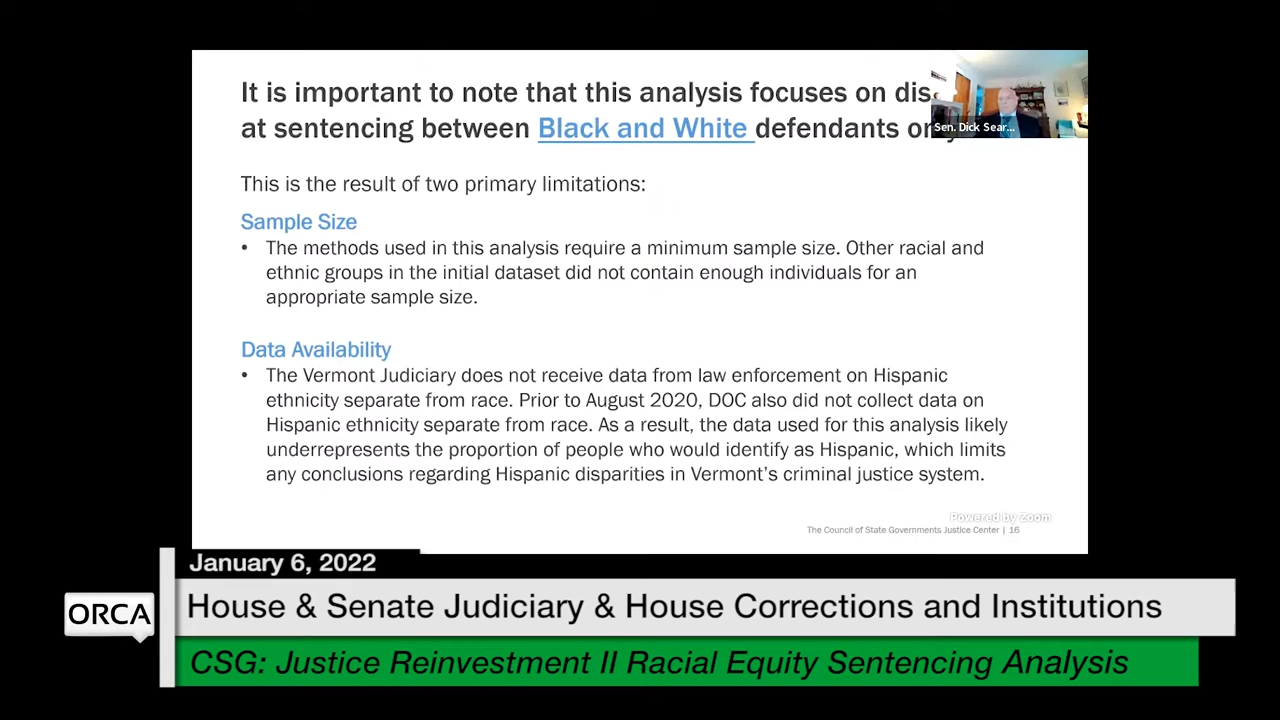 It is important to note that this analysis focuses on dis
at sentencing between Black and White defendants only
Sen. Dick Sear...
This is the result of two primary limitations:
Sample Size
• The methods used in this analysis require a minimum sample size. Other racial and
ethnic groups in the initial dataset did not contain enough individuals for an
appropriate sample size.
Data Availability
• The Vermont Judiciary does not receive data from law enforcement on Hispanic
ethnicity separate from race. Prior to August 2020, DOC also did not collect data on
Hispanic ethnicity separate from race. As a result, the data used for this analysis likely
underrepresents the proportion of people who would identify as Hispanic, which limits
any conclusions regarding Hispanic disparities in Vermont's criminal justice system.
Powered by Zoom
The Council of State Governments Justice Center | 16
January 6, 2022
ORCA
House & Senate Judiciary & House Corrections and Institutions
CSG: Justice Reinvestment II Racial Equity Sentencing Analysis